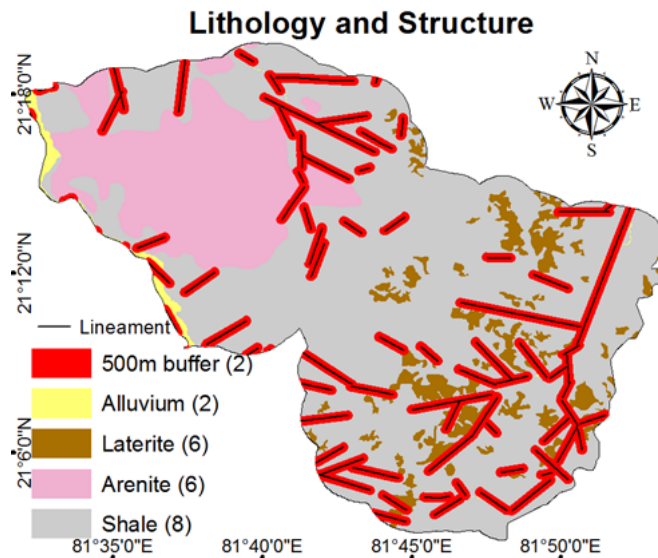 Lithology and Structure
N
W E
S
21°18'0"N
21°12'0"N
21°6'0"N
Lineament
500m buffer (2)
Alluvium (2)
Laterite (6)
Arenite (6)
Shale (8)
81°35'0"E 81°40'0"E 81°45'0"E 81°50'0"E